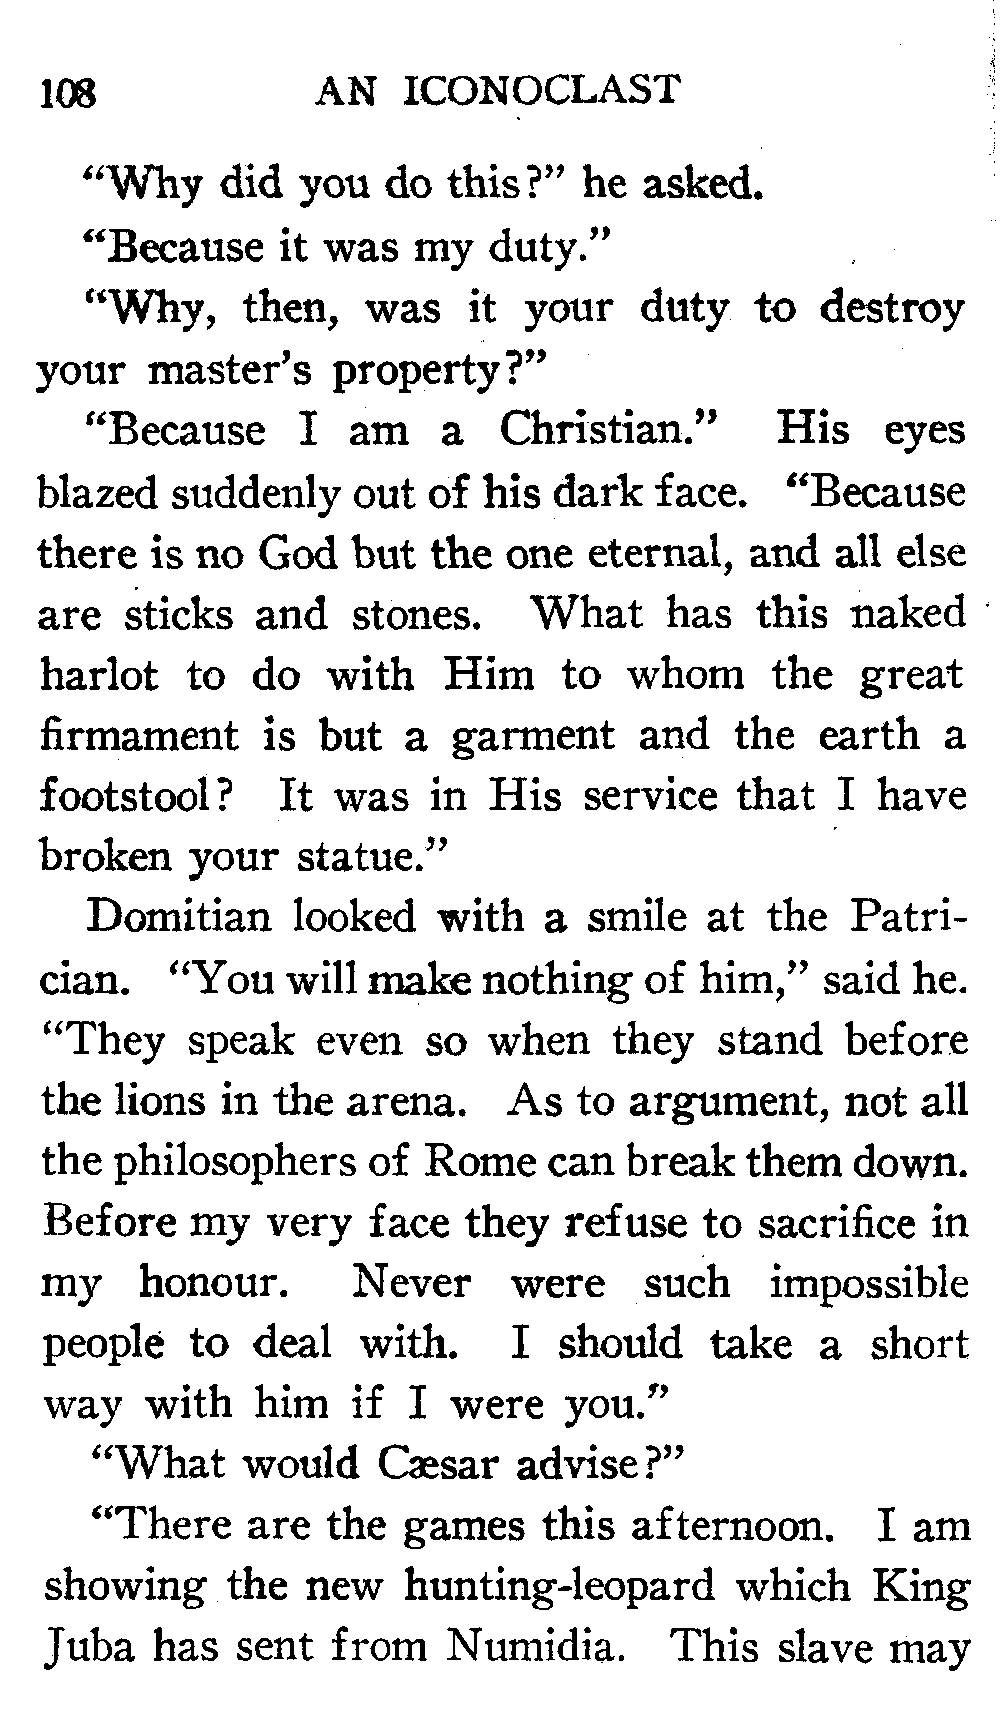 108 AN ICONOCLAST
“Why did you do this?” he asked.
“Because it was my duty.”
“Why, then, was it your duty to destroy
your master’s property?”
“Because I am a Christian.” His eyes
blazed suddenly out of his dark face. “Because
there is no God but the one eternal, and all else
are sticks and stones. What has this naked
harlot to do with Him to whom the great
firmament is but a garment and the earth a
footstool? It was in His service that I have
broken your statue.”
Domitian looked with a smile at the Patri-
cian. “You will make nothing of him,” said he.
“They speak even so when they stand before
the lions in the arena. As to argument, not all
the philosophers of Rome can break them down.
Before my very face they refuse to sacrifice in
my honour. Never were such impossible
people to deal with. I should take a short
way with him if I were you.”
“What would Cæsar advise?”
“There are the games this afternoon. I am
showing the new hunting-leopard which King
Juba has sent from Numidia. This slave may